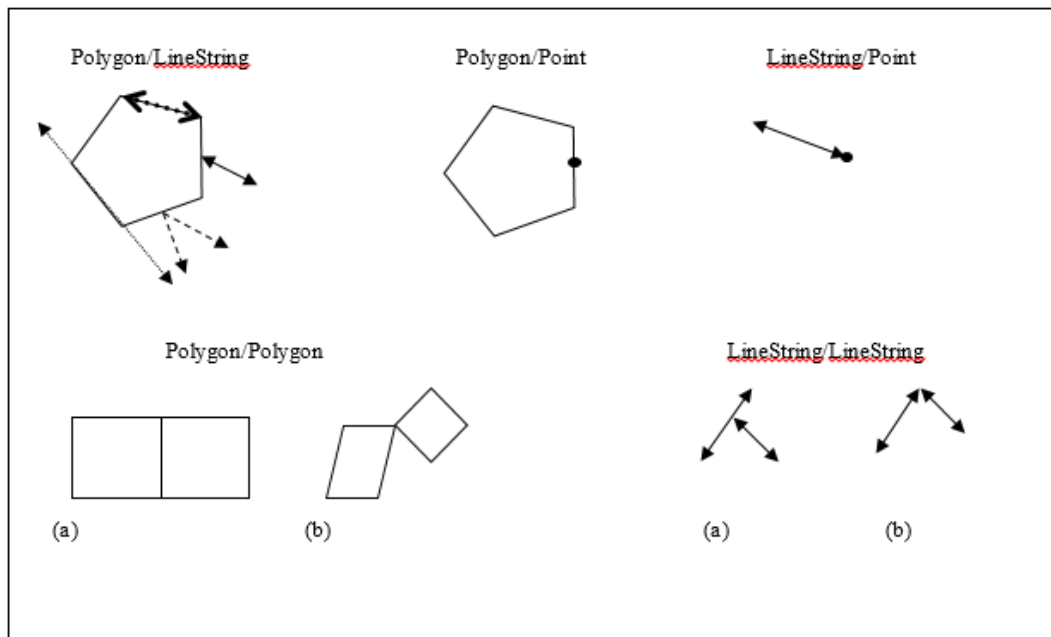 Polygon/LineString
Polygon/Point
LineString/Point
Polygon/Polygon
LineString/LineString
(a)
(b)
(a)
(b)